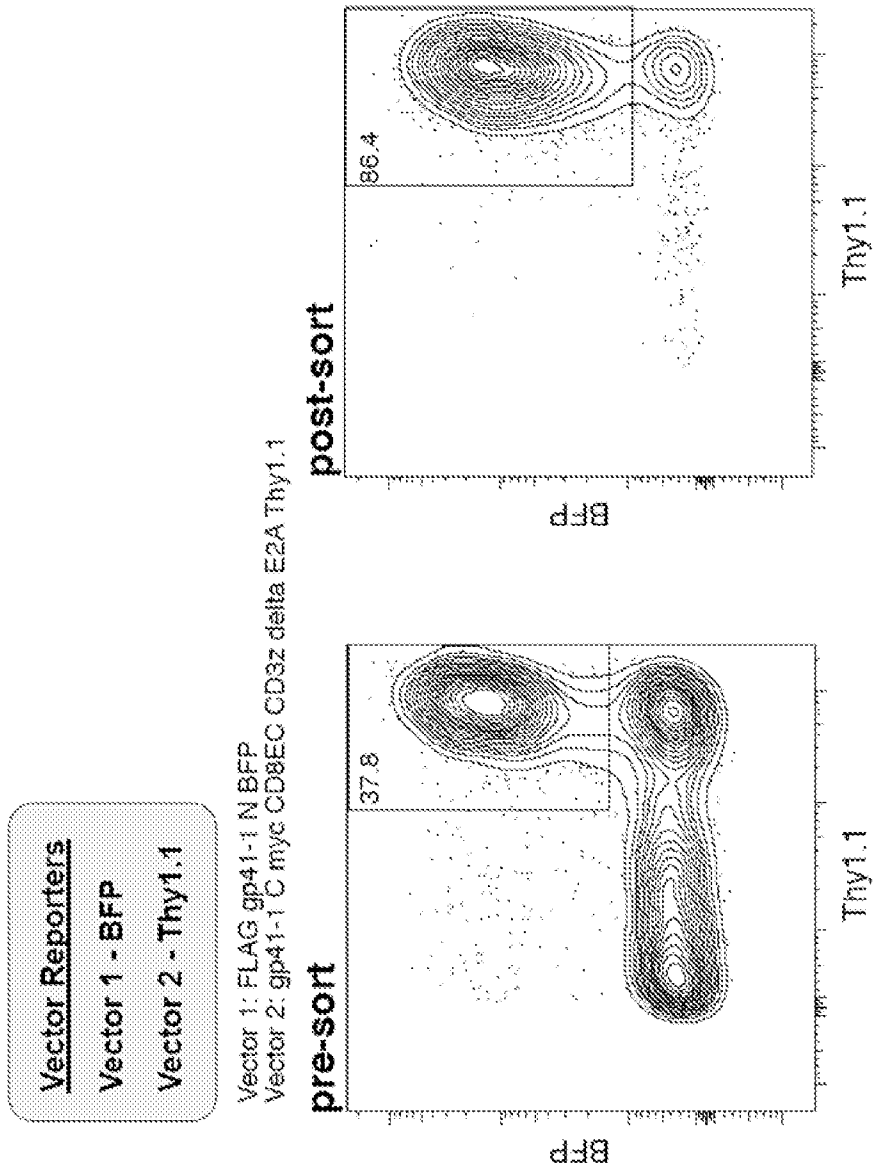 Vector Reporters
Vector 1 - BFP
Vector 2 - Thy1.1
Vector 1: FLAG gp41-1 N BFP
Vector 2: gp41-1 C myc CD8EC CD3z delta E2A Thy1.1
pre-sort
37.8
BFP
Thy1.1
post-sort
86.4
BFP
Thy1.1